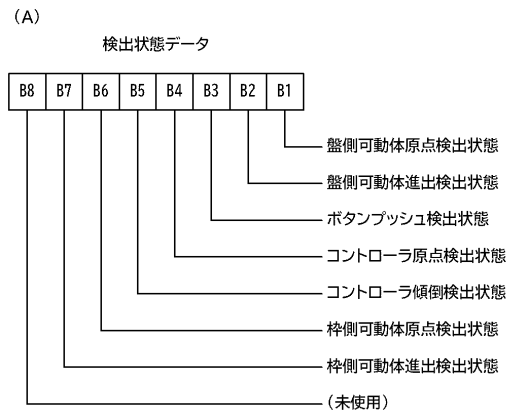 (A)
検出状態データ
B8 B7 B6 B5 B4 B3 B2 B1
盤側可動体原点検出状態
盤側可動体進出検出状態
ボタンプッシュ検出状態
コントローラ原点検出状態
コントローラ傾倒検出状態
枠側可動体原点検出状態
枠側可動体進出検出状態
(未使用)